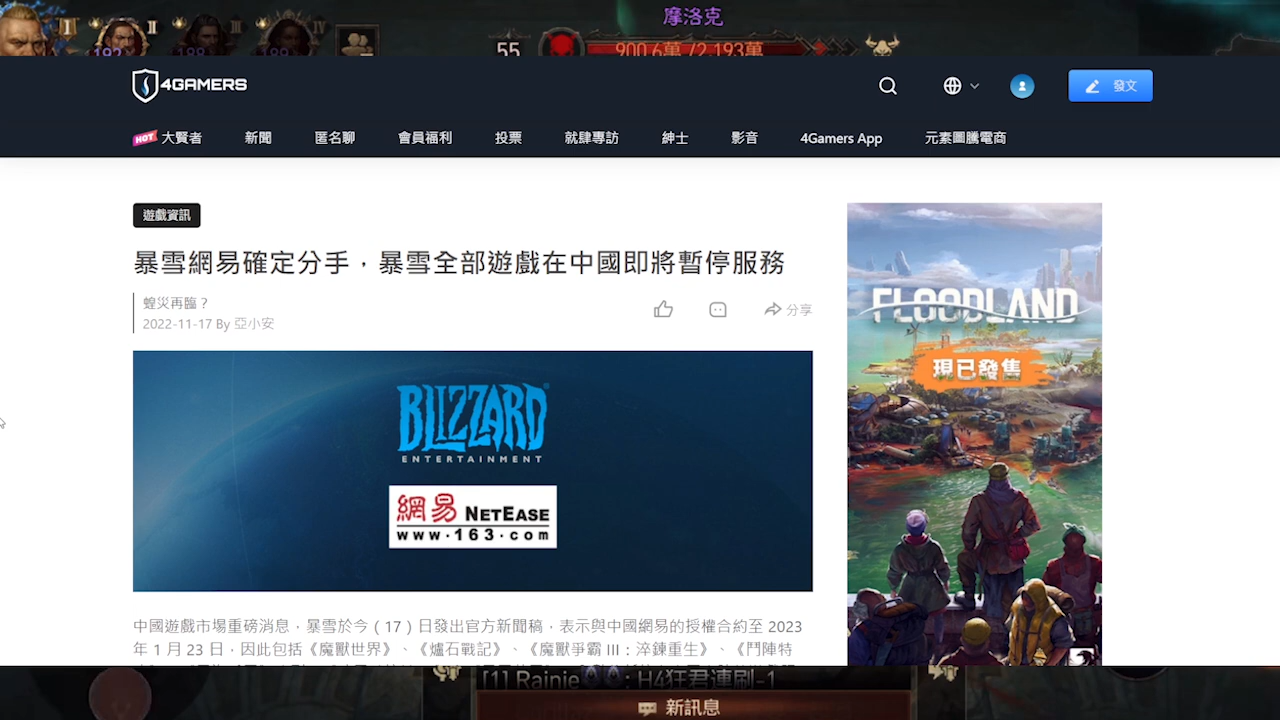 摩洛克
I
II
III
IV
192
188
189
55
900.6萬 /2,193萬
4GAMERS
發文
HOT 大賢者 新聞 匿名聊 會員福利 投票 就肆專訪 紳士 影音 4Gamers App 元素圖騰電商
遊戲資訊
暴雪網易確定分手，暴雪全部遊戲在中國即將暫停服務
蝗災再臨？
2022-11-17 By 亞小安
分享
BLIZZARD
ENTERTAINMENT
網易 NETEASE
www.163.com
FLOODLAND
現已發售
中國遊戲市場重磅消息，暴雪於今（17）日發出官方新聞稿，表示與中國網易的授權合約至 2023
年 1 月 23 日，因此包括《魔獸世界》、《爐石戰記》、《魔獸爭霸 III：淬鍊重生》、《鬥陣特
[1] Rainie : H4狂君連刷-1
新訊息